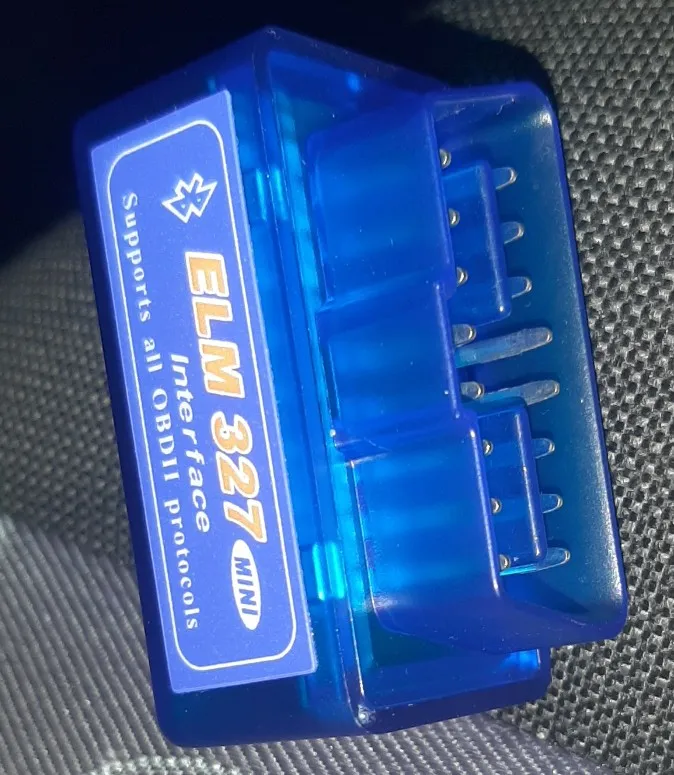 ELM 327 MINI
Interface
Supports all OBDII protocols